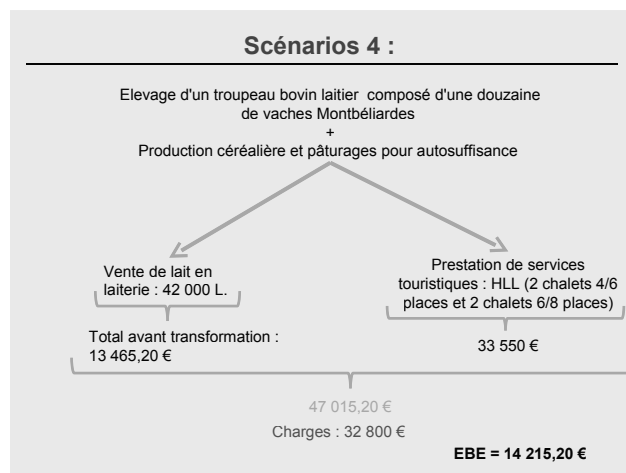 Scénarios 4 :
Elevage d'un troupeau bovin laitier composé d'une douzaine
de vaches Montbéliardes
+
Production céréalière et pâturages pour autosuffisance
Vente de lait en
laiterie : 42 000 L.
Prestation de services
touristiques : HLL (2 chalets 4/6
places et 2 chalets 6/8 places)
Total avant transformation :
13 465,20 €
33 550 €
47 015,20 €
Charges : 32 800 €
EBE = 14 215,20 €